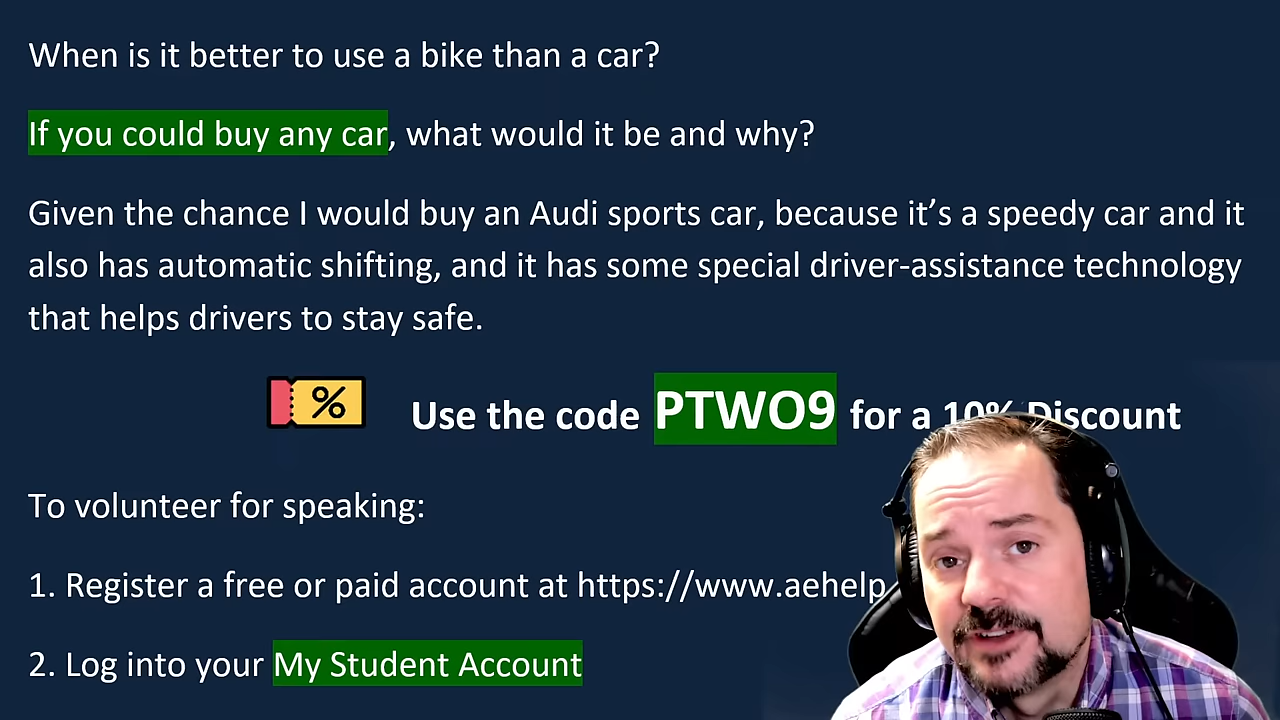 When is it better to use a bike than a car?
If you could buy any car, what would it be and why?
Given the chance I would buy an Audi sports car, because it’s a speedy car and it
also has automatic shifting, and it has some special driver-assistance technology
that helps drivers to stay safe.
% Use the code PTWO9 for a 10% Discount
To volunteer for speaking:
1. Register a free or paid account at https://www.aehelp
2. Log into your My Student Account